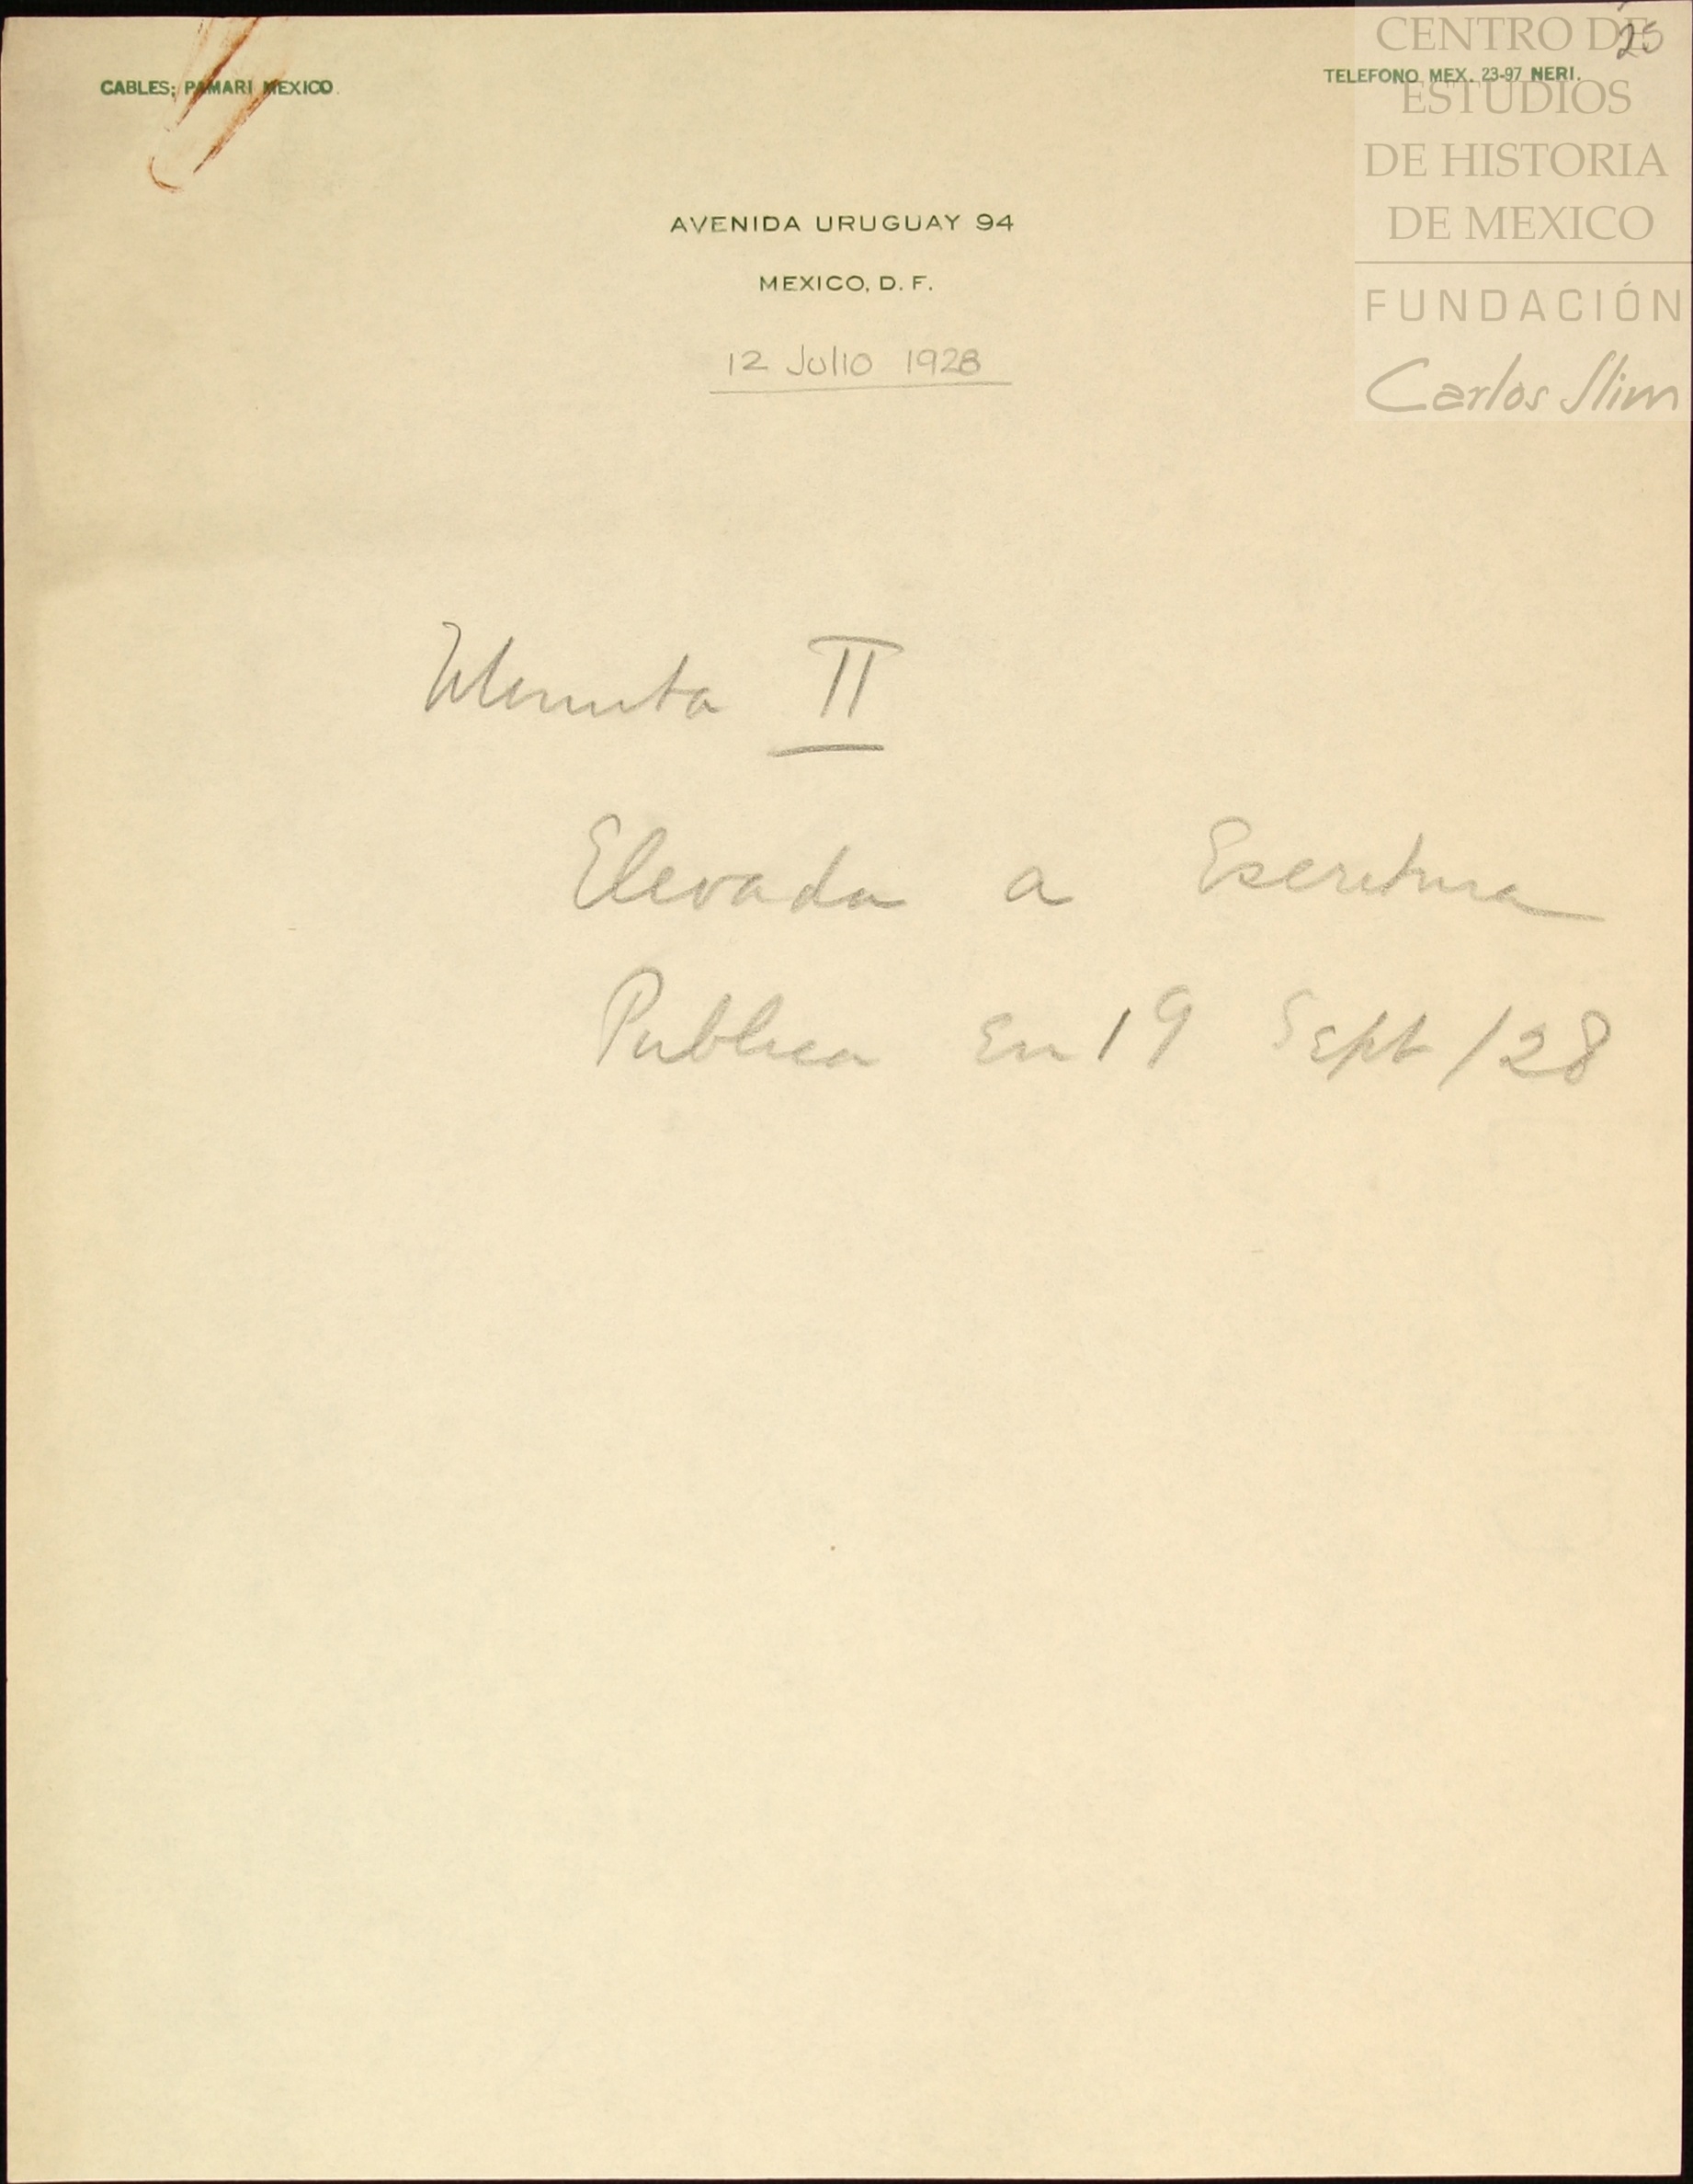 25
CABLES; PAMARI MEXICO.
TELEFONO MEX. 23-97 NERI.
AVENIDA URUGUAY 94
MEXICO, D. F.
12 Julio 1928
Minuta II
Elevada a Escritura
Publica en 19 Sept/28
CENTRO DE
ESTUDIOS
DE HISTORIA
DE MEXICO
FUNDACIÓN
Carlos Slim